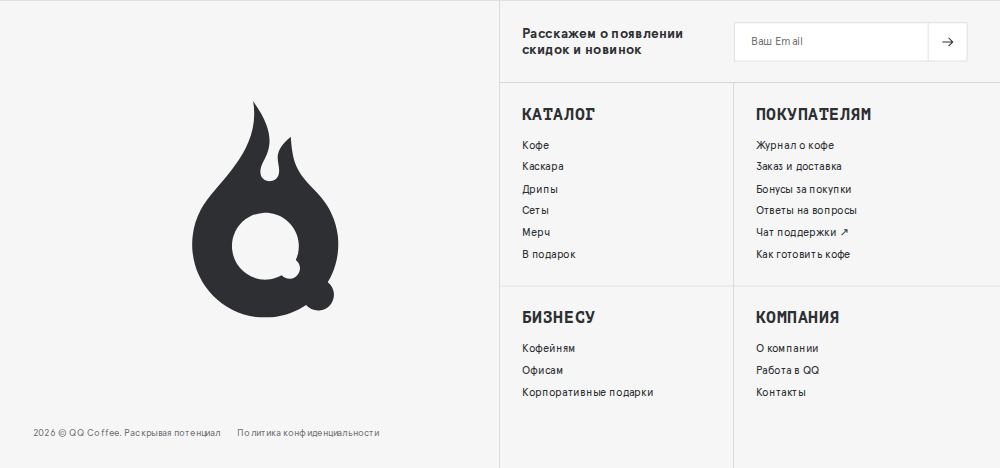 Расскажем о появлении
скидок и новинок
Ваш Email
КАТАЛОГ
Кофе
Каскара
Дрипы
Сеты
Мерч
В подарок
ПОКУПАТЕЛЯМ
Журнал о кофе
Заказ и доставка
Бонусы за покупки
Ответы на вопросы
Чат поддержки ↗
Как готовить кофе
БИЗНЕСУ
Кофейням
Офисам
Корпоративные подарки
КОМПАНИЯ
О компании
Работа в QQ
Контакты
2026 © QQ Coffee. Раскрывая потенциал
Политика конфиденциальности